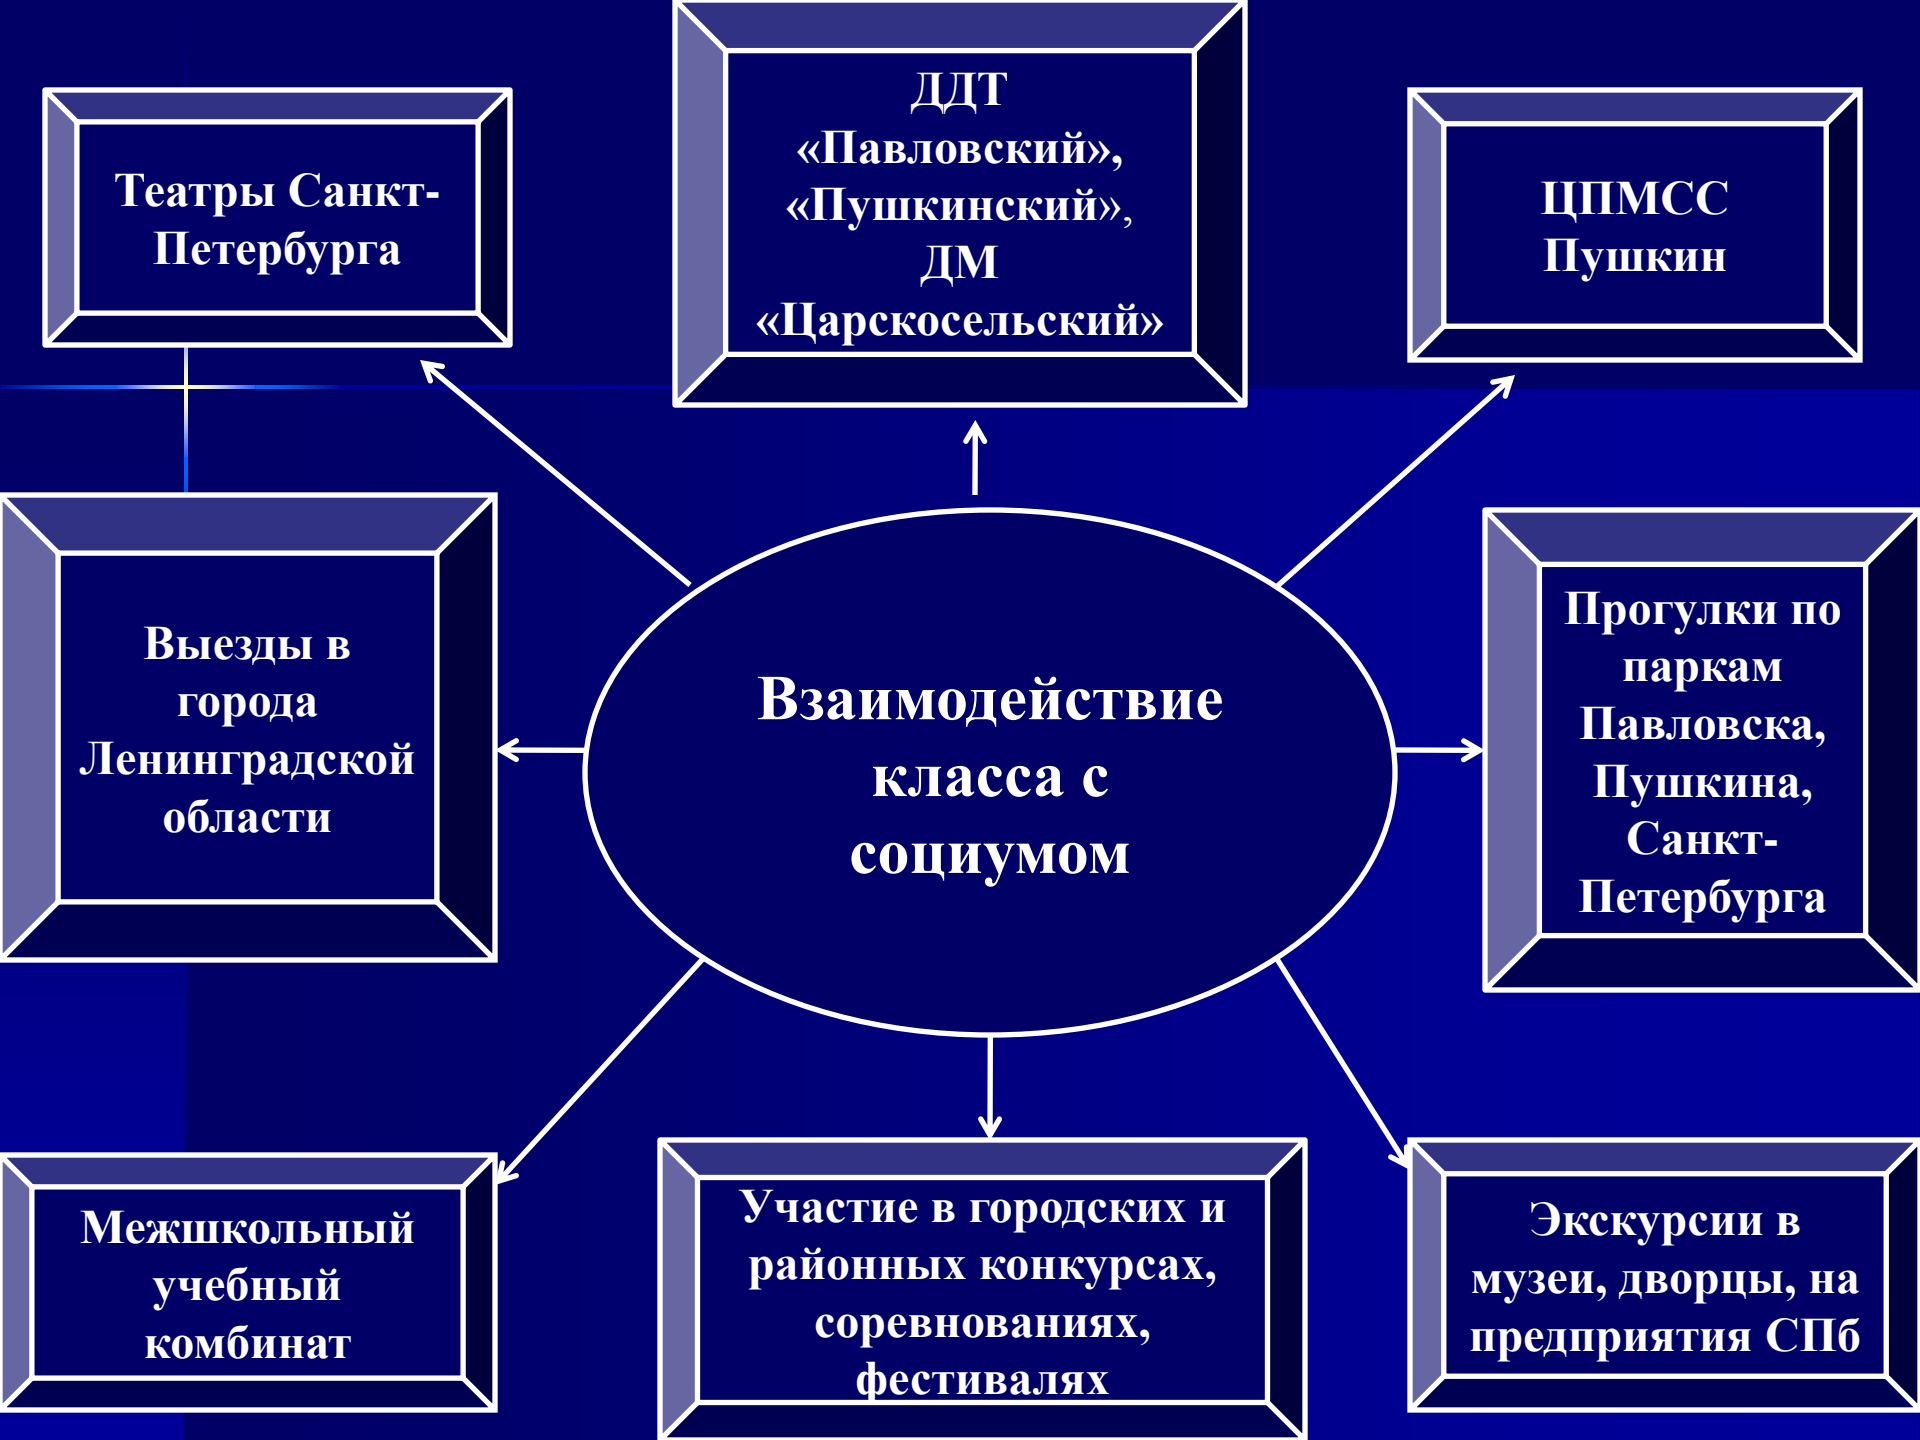 Театры Санкт-
Петербурга
ДДТ
«Павловский»,
«Пушкинский»,
ДМ
«Царскосельский»
ЦПМСС
Пушкин
Выезды в
города
Ленинградской
области
Взаимодействие
класса с
социумом
Прогулки по
паркам
Павловска,
Пушкина,
Санкт-
Петербурга
Межшкольный
учебный
комбинат
Участие в городских и
районных конкурсах,
соревнованиях,
фестивалях
Экскурсии в
музеи, дворцы, на
предприятия СПб